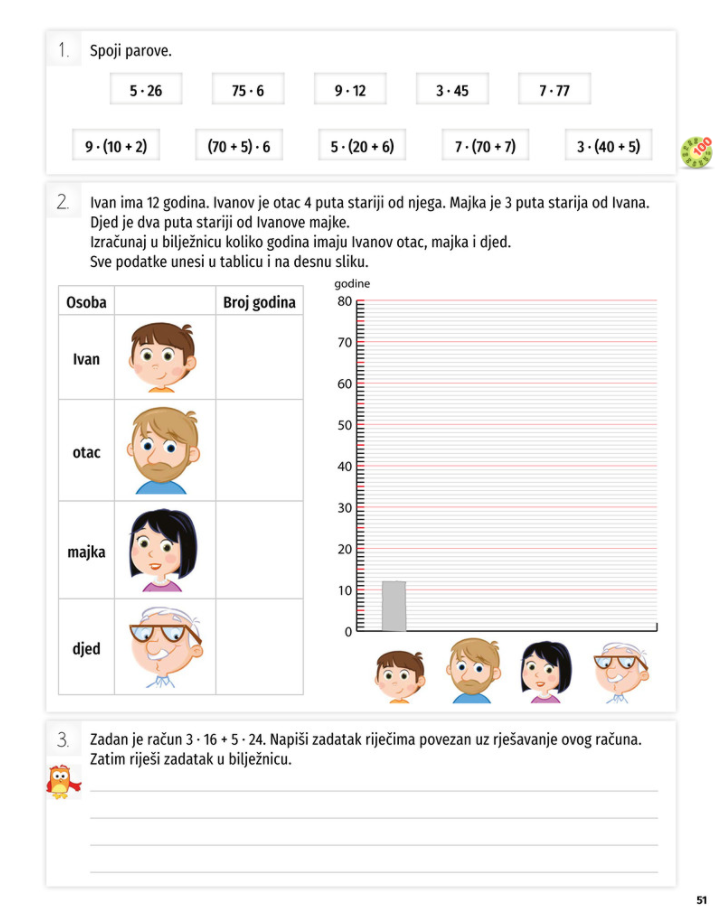 1. Spoji parove.
5 · 26 75 · 6 9 · 12 3 · 45 7 · 77
9 · (10 + 2) (70 + 5) · 6 5 · (20 + 6) 7 · (70 + 7) 3 · (40 + 5)
100
2. Ivan ima 12 godina. Ivanov je otac 4 puta stariji od njega. Majka je 3 puta starija od Ivana.
Djed je dva puta stariji od Ivanove majke.
Izračunaj u bilježnicu koliko godina imaju Ivanov otac, majka i djed.
Sve podatke unesi u tablicu i na desnu sliku.
Osoba Broj godina
Ivan
otac
majka
djed
godine
80
70
60
50
40
30
20
10
0
3. Zadan je račun 3 · 16 + 5 · 24. Napiši zadatak riječima povezan uz rješavanje ovog računa.
Zatim riješi zadatak u bilježnicu.
51